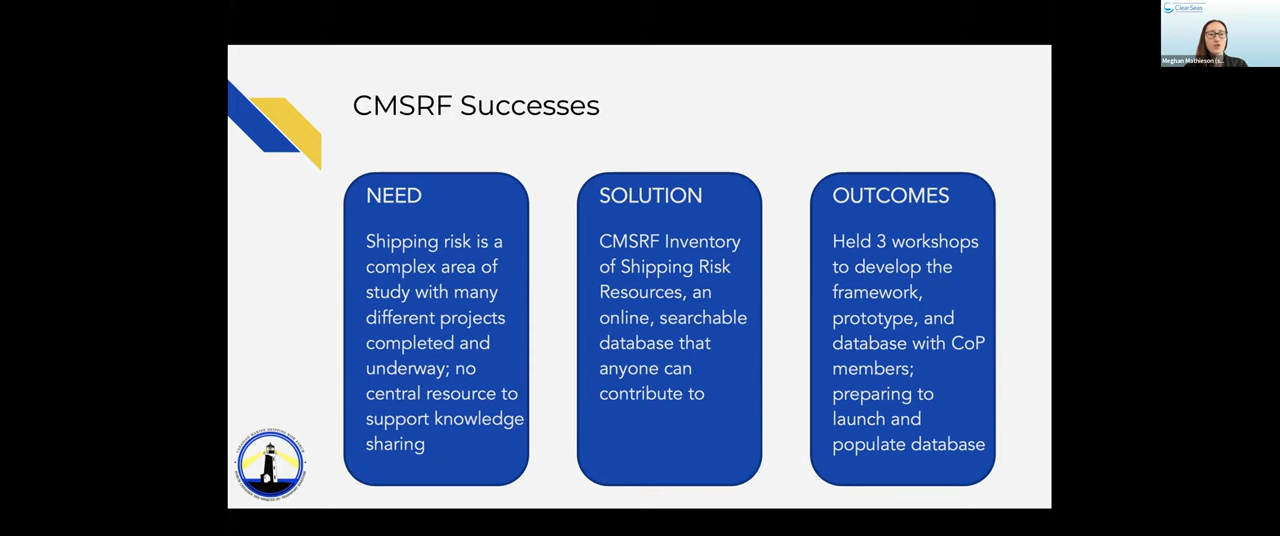 CMSRF Successes
NEED
Shipping risk is a
complex area of
study with many
different projects
completed and
underway; no
central resource to
support knowledge
sharing
SOLUTION
CMSRF Inventory
of Shipping Risk
Resources, an
online, searchable
database that
anyone can
contribute to
OUTCOMES
Held 3 workshops
to develop the
framework,
prototype, and
database with CoP
members;
preparing to
launch and
populate database
ClearSeas
Meghan Mathieson (s...